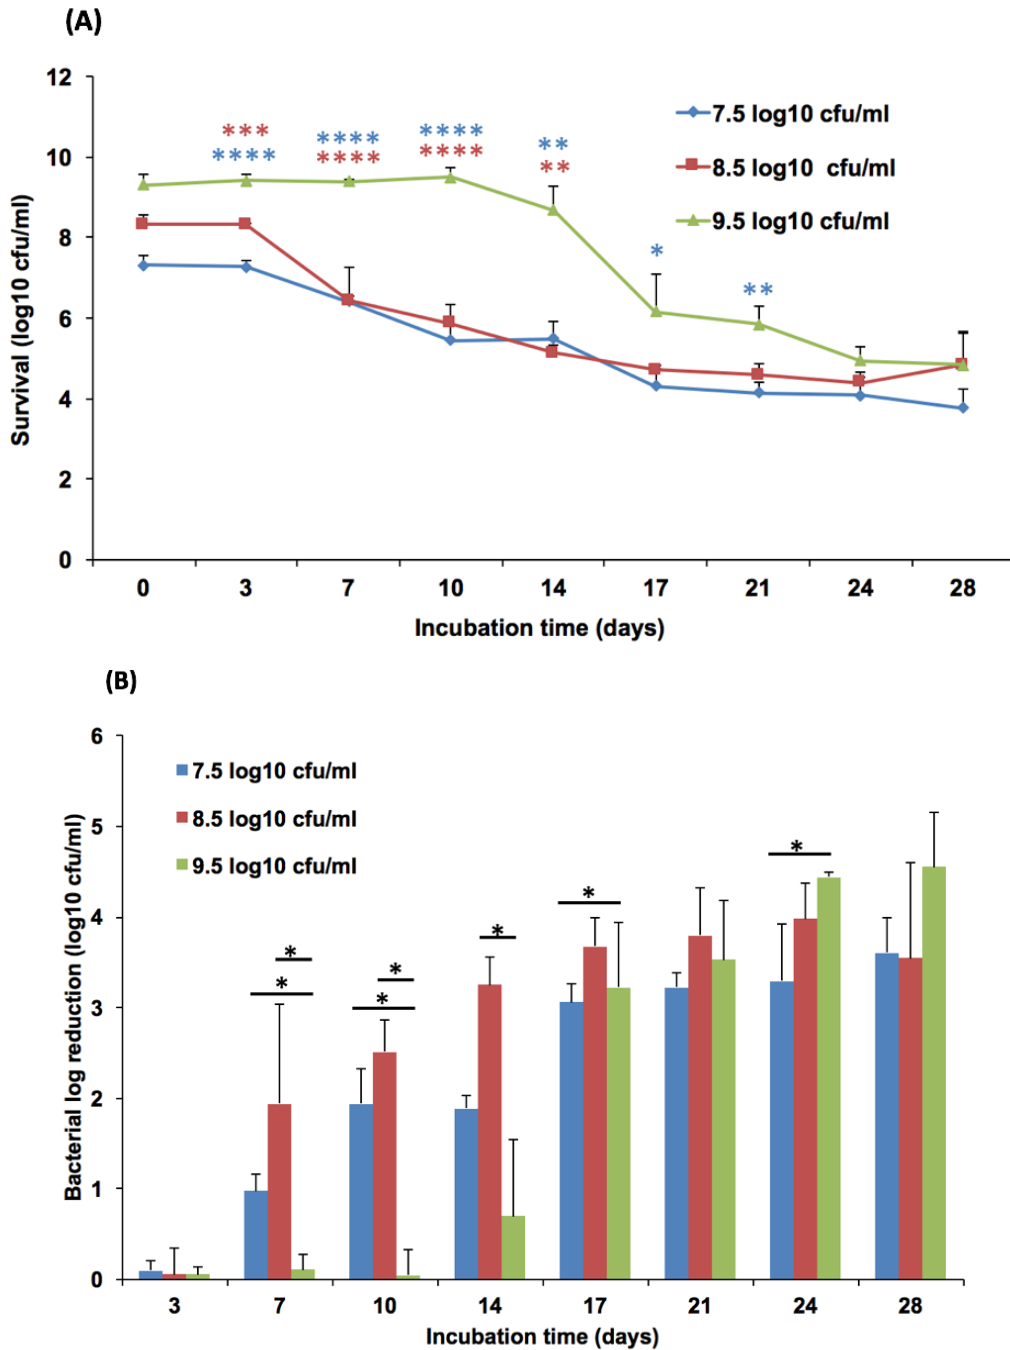 (A)
12
10
8
6
4
2
0
Survival (log10 cfu/ml)
*** **** ** 
**** **** **** **
* **
7.5 log10 cfu/ml
8.5 log10  cfu/ml
9.5 log10 cfu/ml
0 3 7 10 14 17 21 24 28
Incubation time (days)
(B)
6
5
4
3
2
1
0
Bacterial log reduction (log10 cfu/ml)
7.5 log10 cfu/ml
8.5 log10 cfu/ml
9.5 log10 cfu/ml
* * * * * * *
3 7 10 14 17 21 24 28
Incubation time (days)